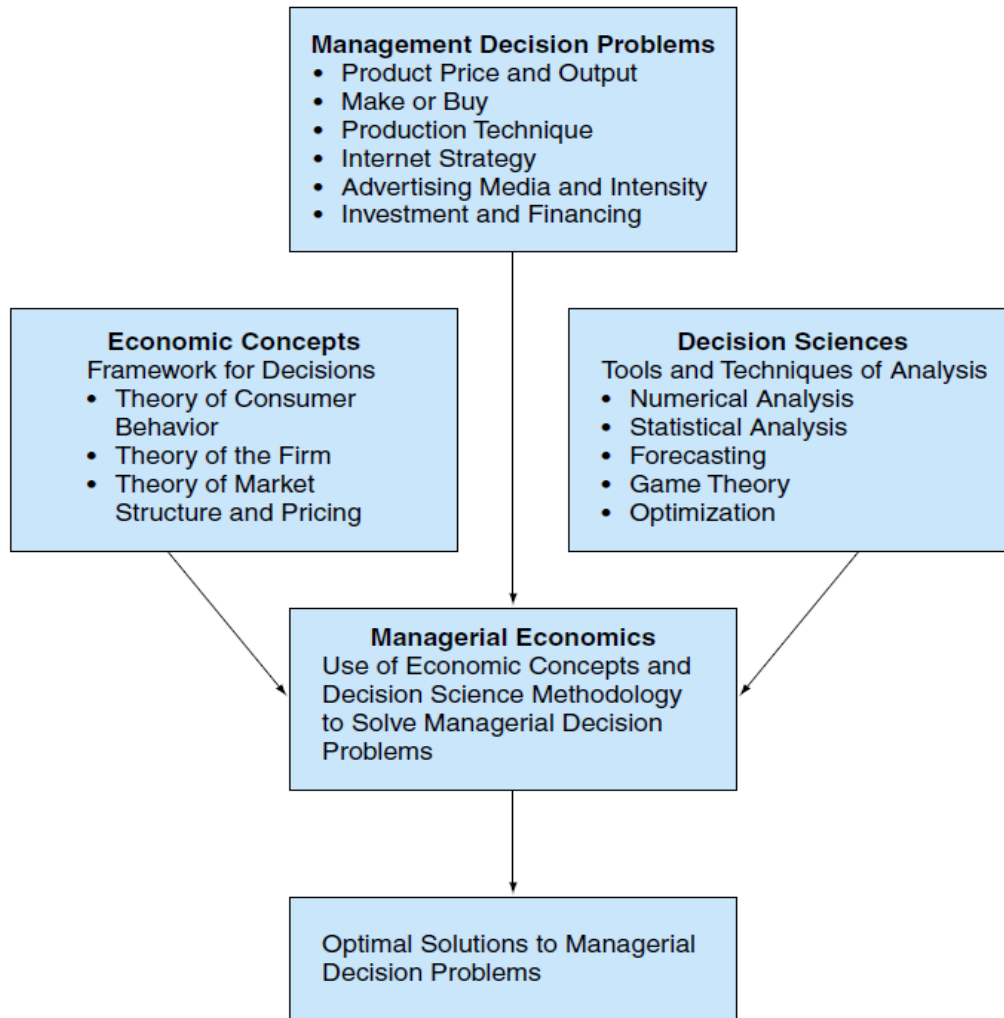 Management Decision Problems
• Product Price and Output
• Make or Buy
• Production Technique
• Internet Strategy
• Advertising Media and Intensity
• Investment and Financing
Economic Concepts
Framework for Decisions
• Theory of Consumer
Behavior
• Theory of the Firm
• Theory of Market
Structure and Pricing
Decision Sciences
Tools and Techniques of Analysis
• Numerical Analysis
• Statistical Analysis
• Forecasting
• Game Theory
• Optimization
Managerial Economics
Use of Economic Concepts and
Decision Science Methodology
to Solve Managerial Decision
Problems
Optimal Solutions to Managerial
Decision Problems